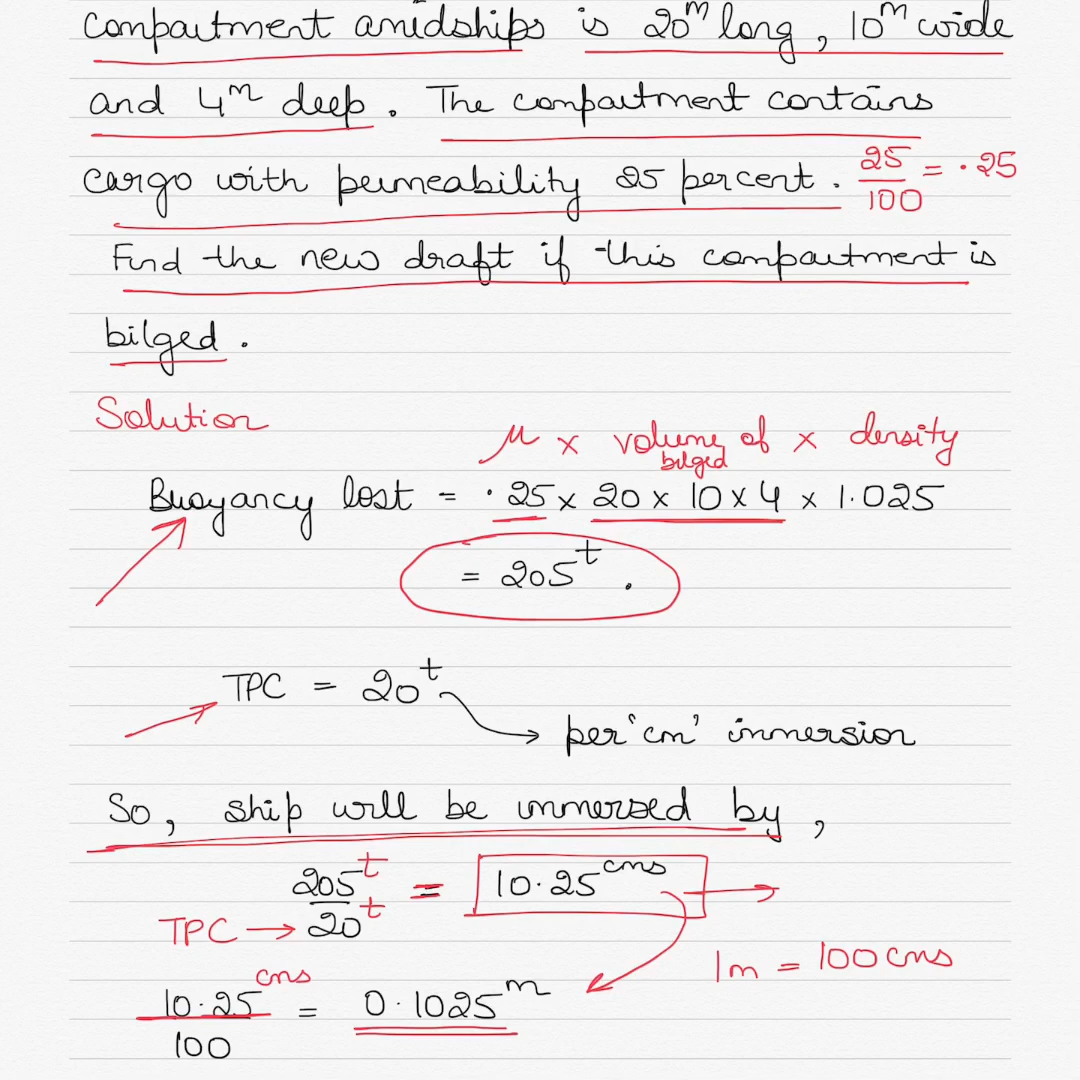 compartment amidships is 20m long, 10m wide
and 4m deep. The compartment contains
cargo with permeability 25 percent. 25/100 = .25
Find the new draft if this compartment is
bilged.
Solution
μ x volume of bilged x density
Buoyancy lost = .25 x 20 x 10 x 4 x 1.025
= 205t.
TPC = 20t
per 'cm' immersion
So, ship will be immersed by,
205t = 10.25cms
TPC → 20t
1m = 100cms
10.25 cms = 0.1025m
100